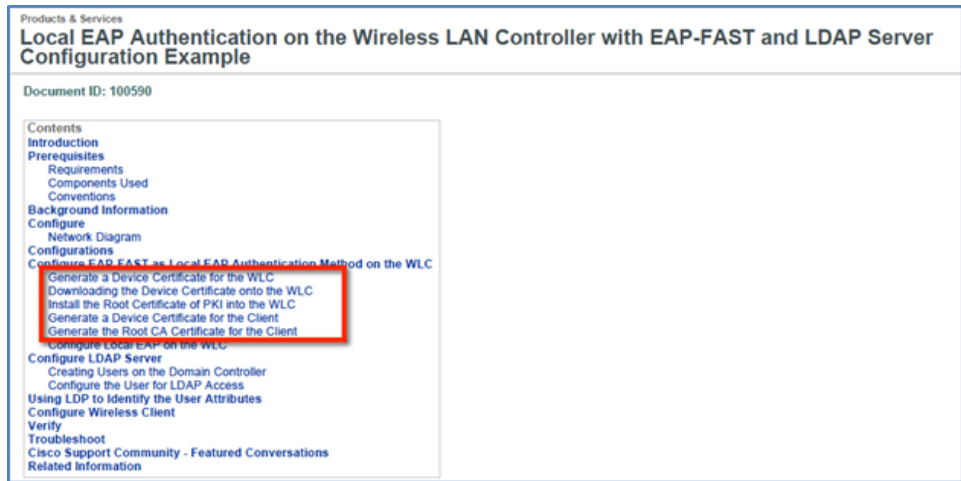 Products & Services
Local EAP Authentication on the Wireless LAN Controller with EAP-FAST and LDAP Server
Configuration Example
Document ID: 100590
Contents
Introduction
Prerequisites
Requirements
Components Used
Conventions
Background Information
Configure
Network Diagram
Configurations
Configure EAP-FAST as Local EAP Authentication Method on the WLC
Generate a Device Certificate for the WLC
Downloading the Device Certificate onto the WLC
Install the Root Certificate of PKI into the WLC
Generate a Device Certificate for the Client
Generate the Root CA Certificate for the Client
Configure Local EAP on the WLC
Configure LDAP Server
Creating Users on the Domain Controller
Configure the User for LDAP Access
Using LDP to Identify the User Attributes
Configure Wireless Client
Verify
Troubleshoot
Cisco Support Community - Featured Conversations
Related Information